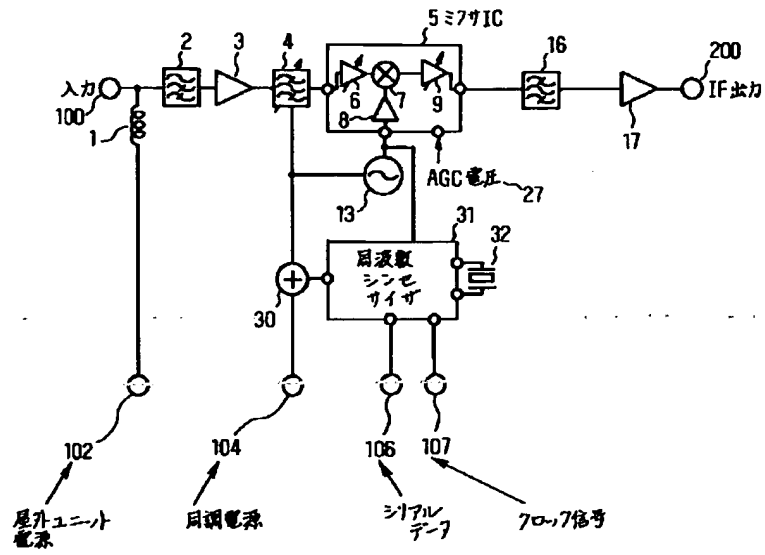 5 ミクサIC
2
3
4
16
200
入力
100
6
7
9
IF出力
1
8
17
AGC 電圧
27
13
31
32
周波数
シンセ
サイザ
30
102
104
106
107
屋外ユニット
電源
同調電源
シリアル
データ
クロック信号